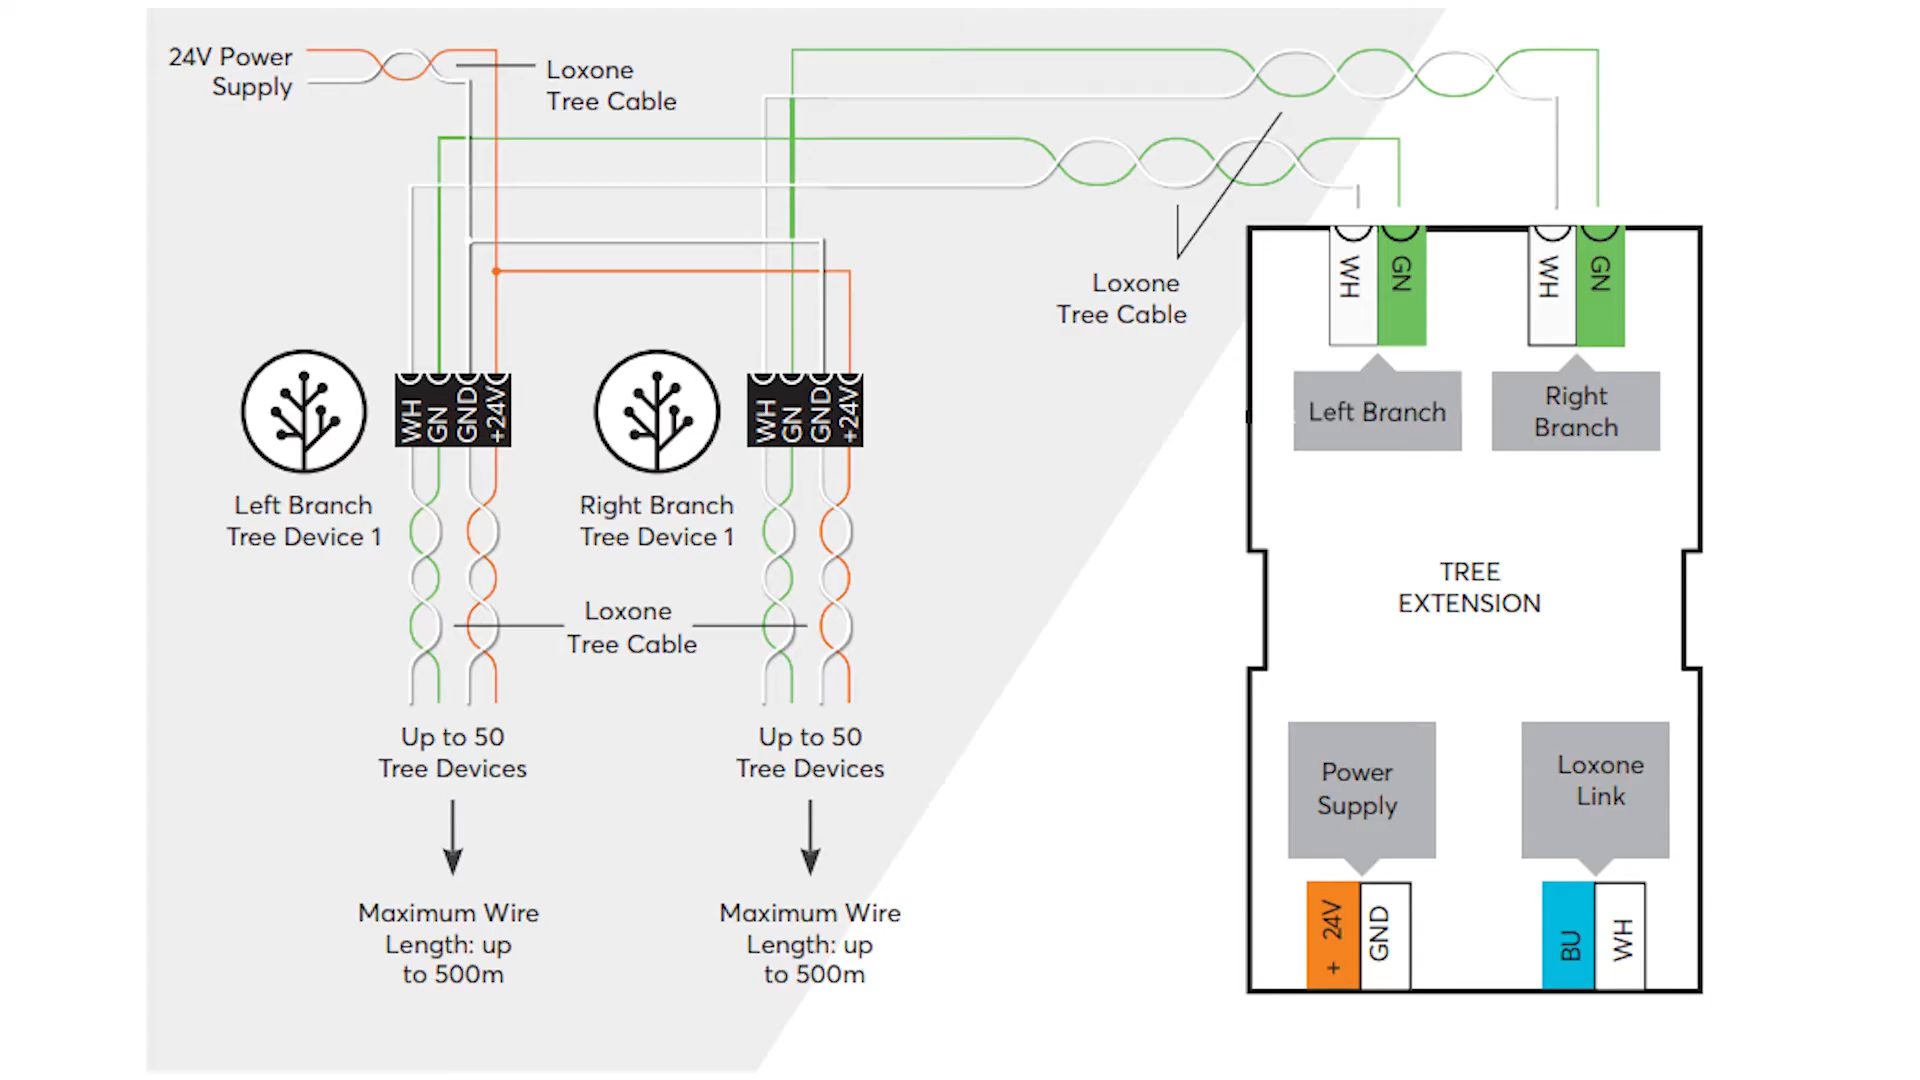 24V Power
Supply
Loxone
Tree Cable
Loxone
Tree Cable
WH
GN
GND
+24V
WH
GN
GND
+24V
Left Branch
Tree Device 1
Right Branch
Tree Device 1
Loxone
Tree Cable
Up to 50
Tree Devices
Up to 50
Tree Devices
Maximum Wire
Length: up
to 500m
Maximum Wire
Length: up
to 500m
WH
GN
WH
GN
Left Branch
Right
Branch
TREE
EXTENSION
Power
Supply
Loxone
Link
+ 24V
GND
BU
WH